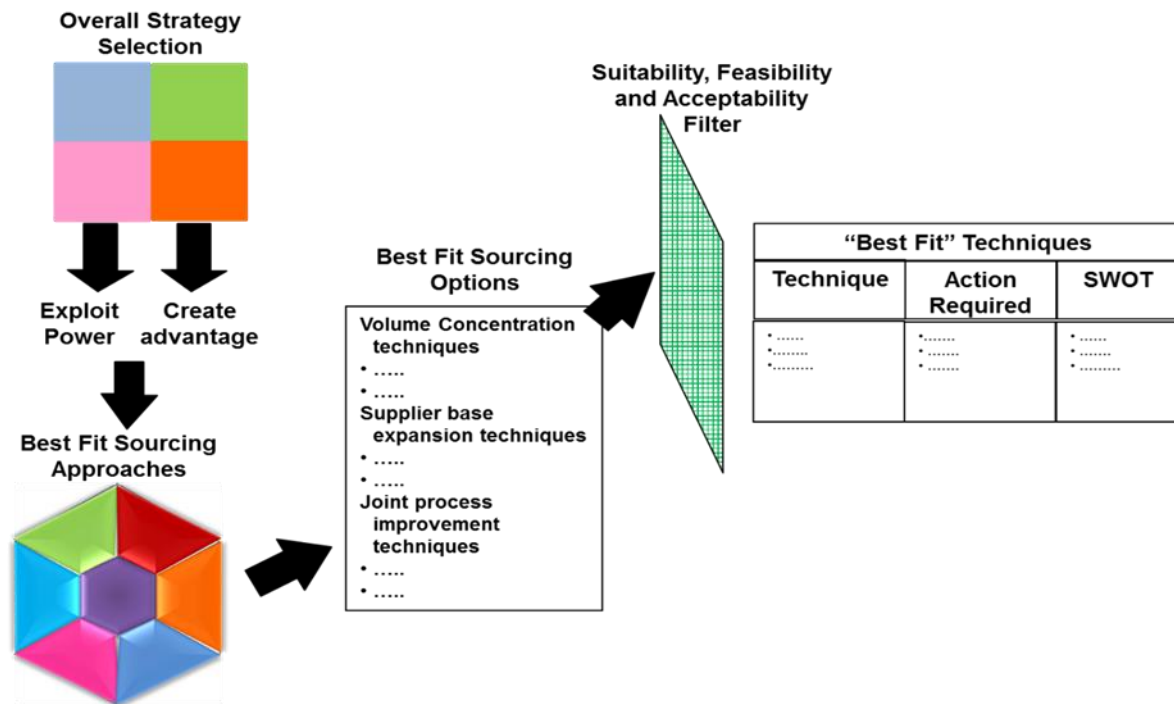 Overall Strategy
Selection
Exploit
Power
Create
advantage
Best Fit Sourcing
Approaches
Best Fit Sourcing
Options
Volume Concentration
techniques
• .....
• .....
Supplier base
expansion techniques
• .....
• .....
Joint process
improvement
techniques
• .....
• .....
Suitability, Feasibility
and Acceptability
Filter
“Best Fit” Techniques
Technique
Action
Required
SWOT
• ......
• ........
• .........
• .......
• ......
• ......
• ......
• .....
• .........